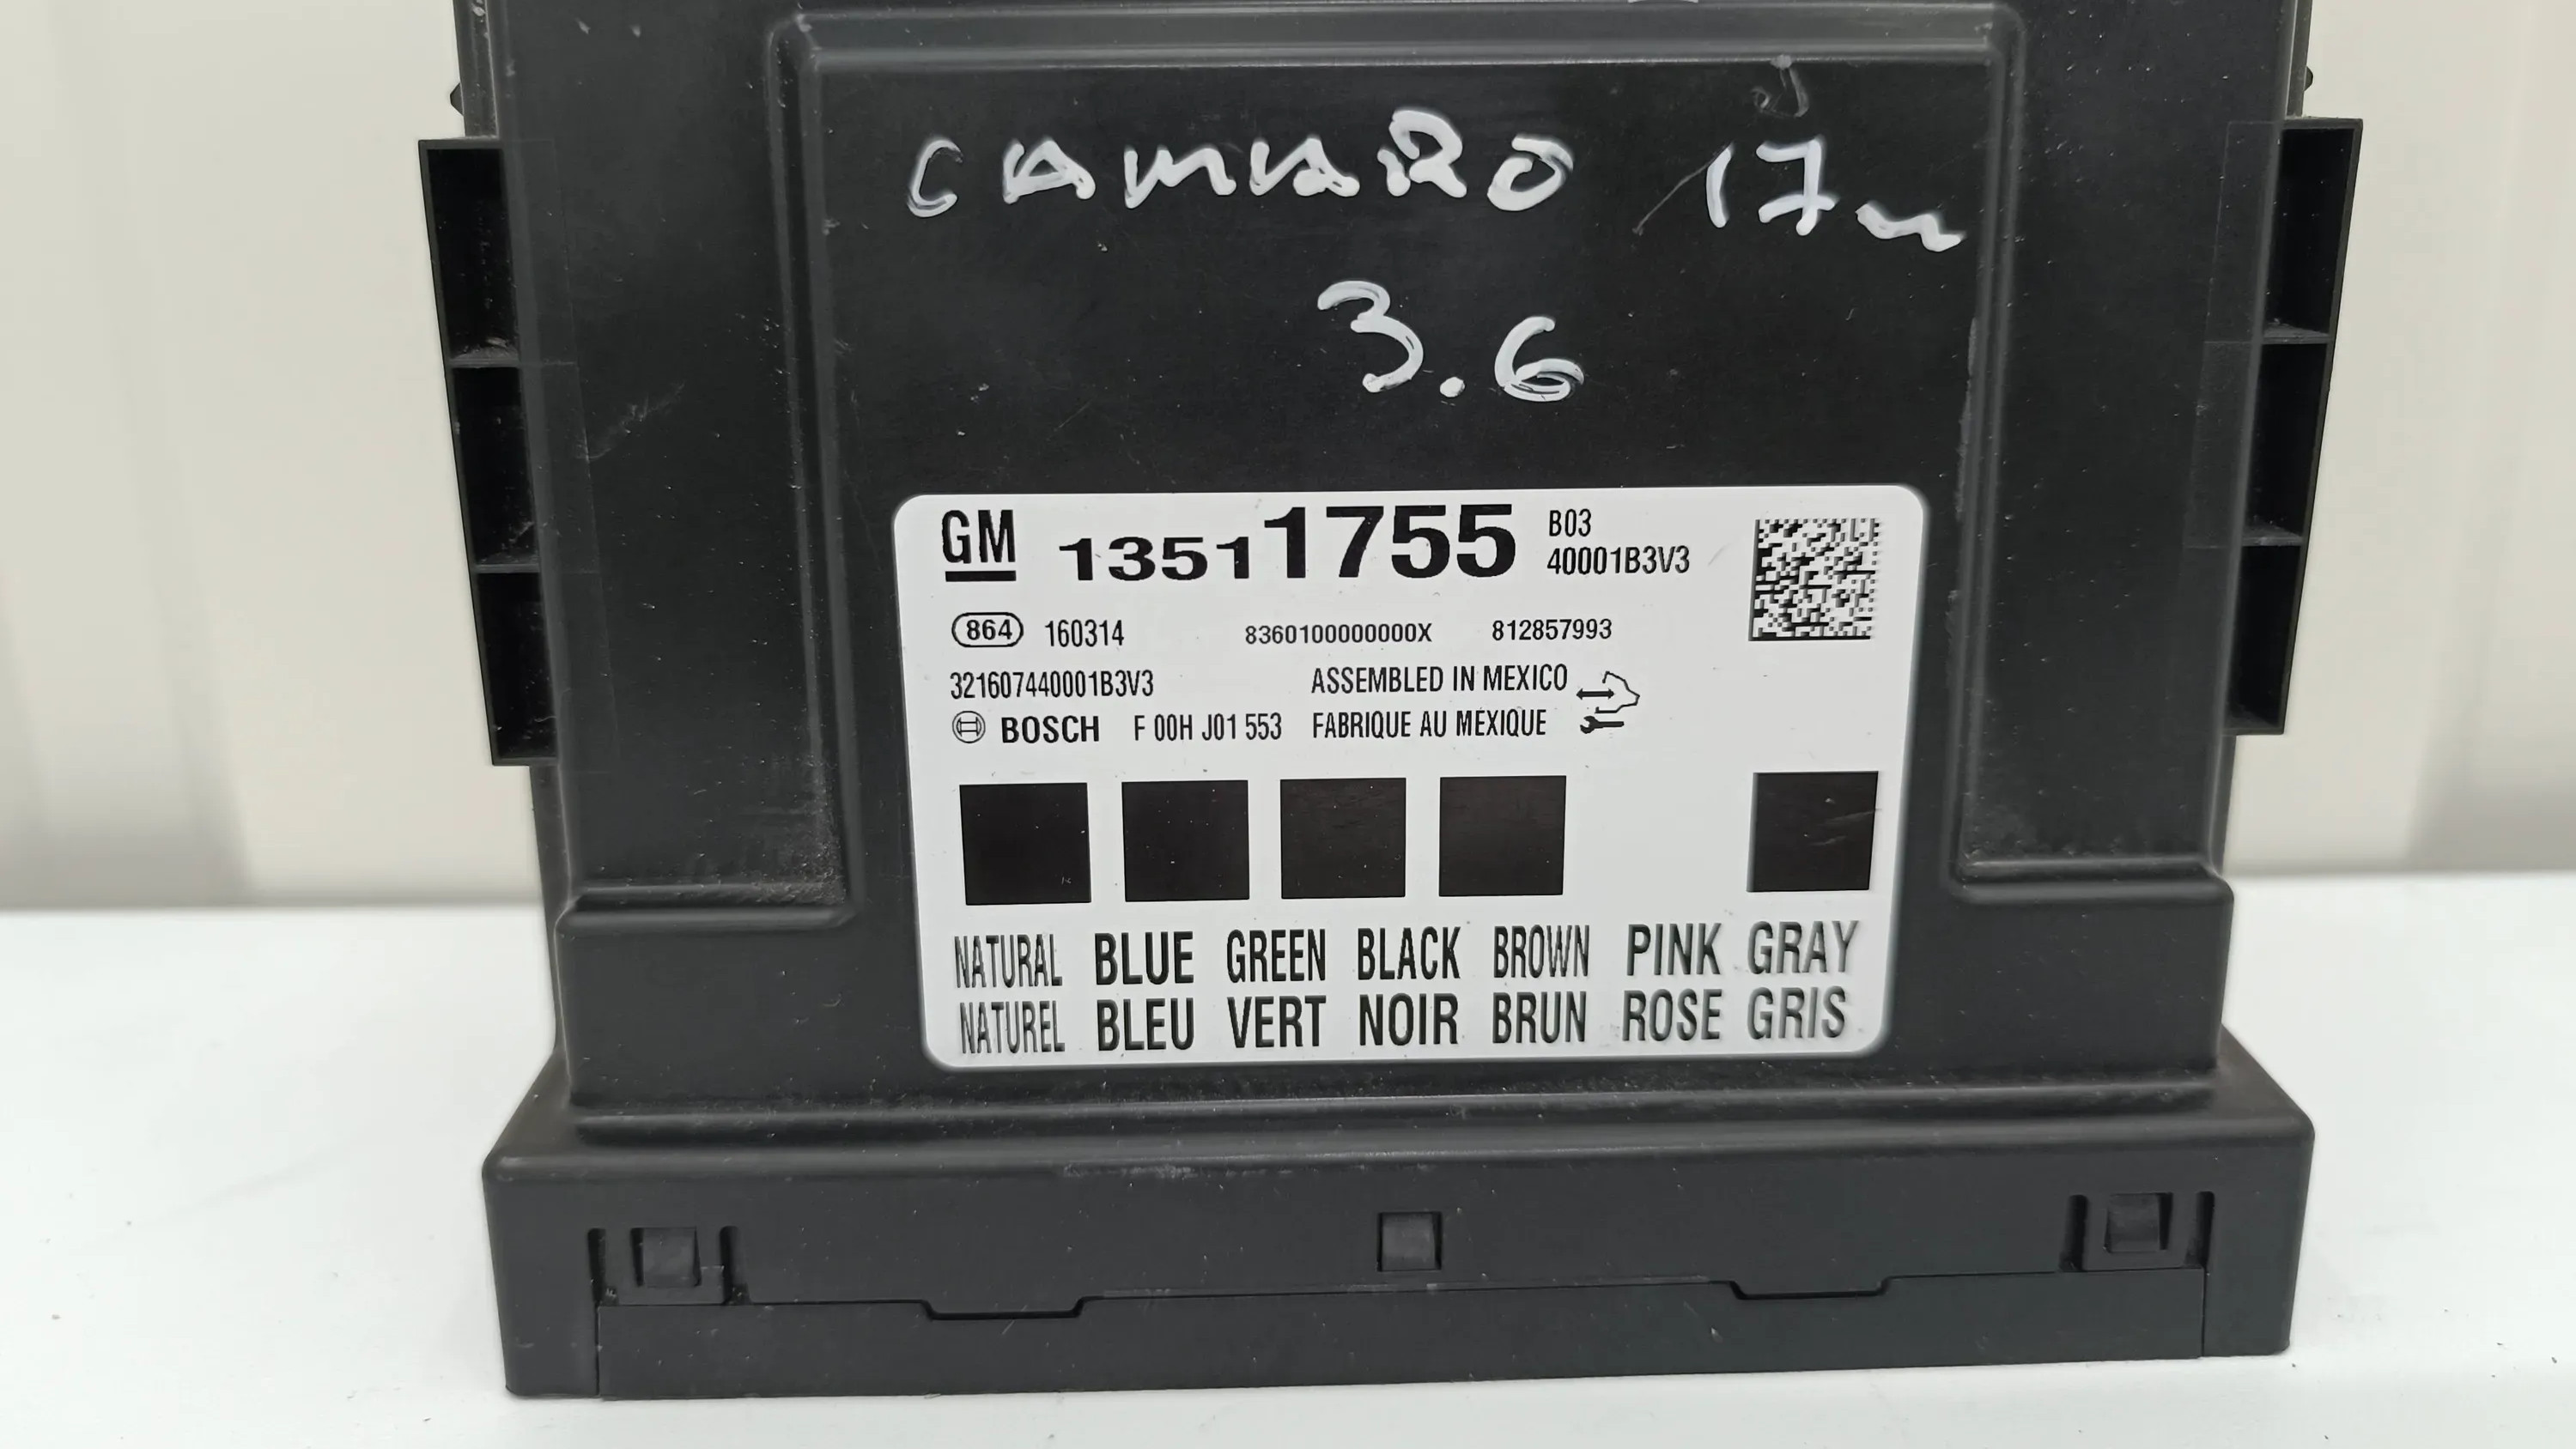 CAMARO 17m
3.6
GM 13511755 B03
40001B3V3
864 160314 8360100000000X 812857993
321607440001B3V3 ASSEMBLED IN MEXICO
BOSCH F 00H J01 553 FABRIQUE AU MEXIQUE
NATURAL BLUE GREEN BLACK BROWN PINK GRAY
NATUREL BLEU VERT NOIR BRUN ROSE GRIS